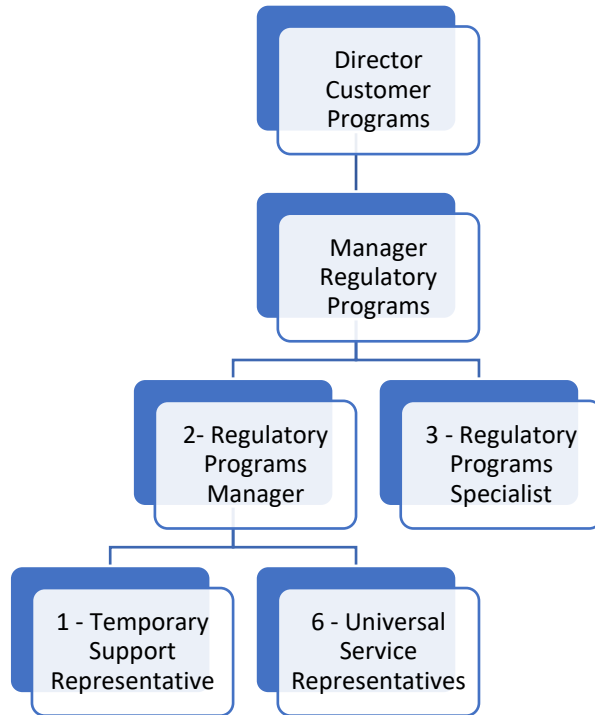 Director
Customer
Programs
Manager
Regulatory
Programs
2- Regulatory
Programs
Manager
3 - Regulatory
Programs
Specialist
1 - Temporary
Support
Representative
6 - Universal
Service
Representatives